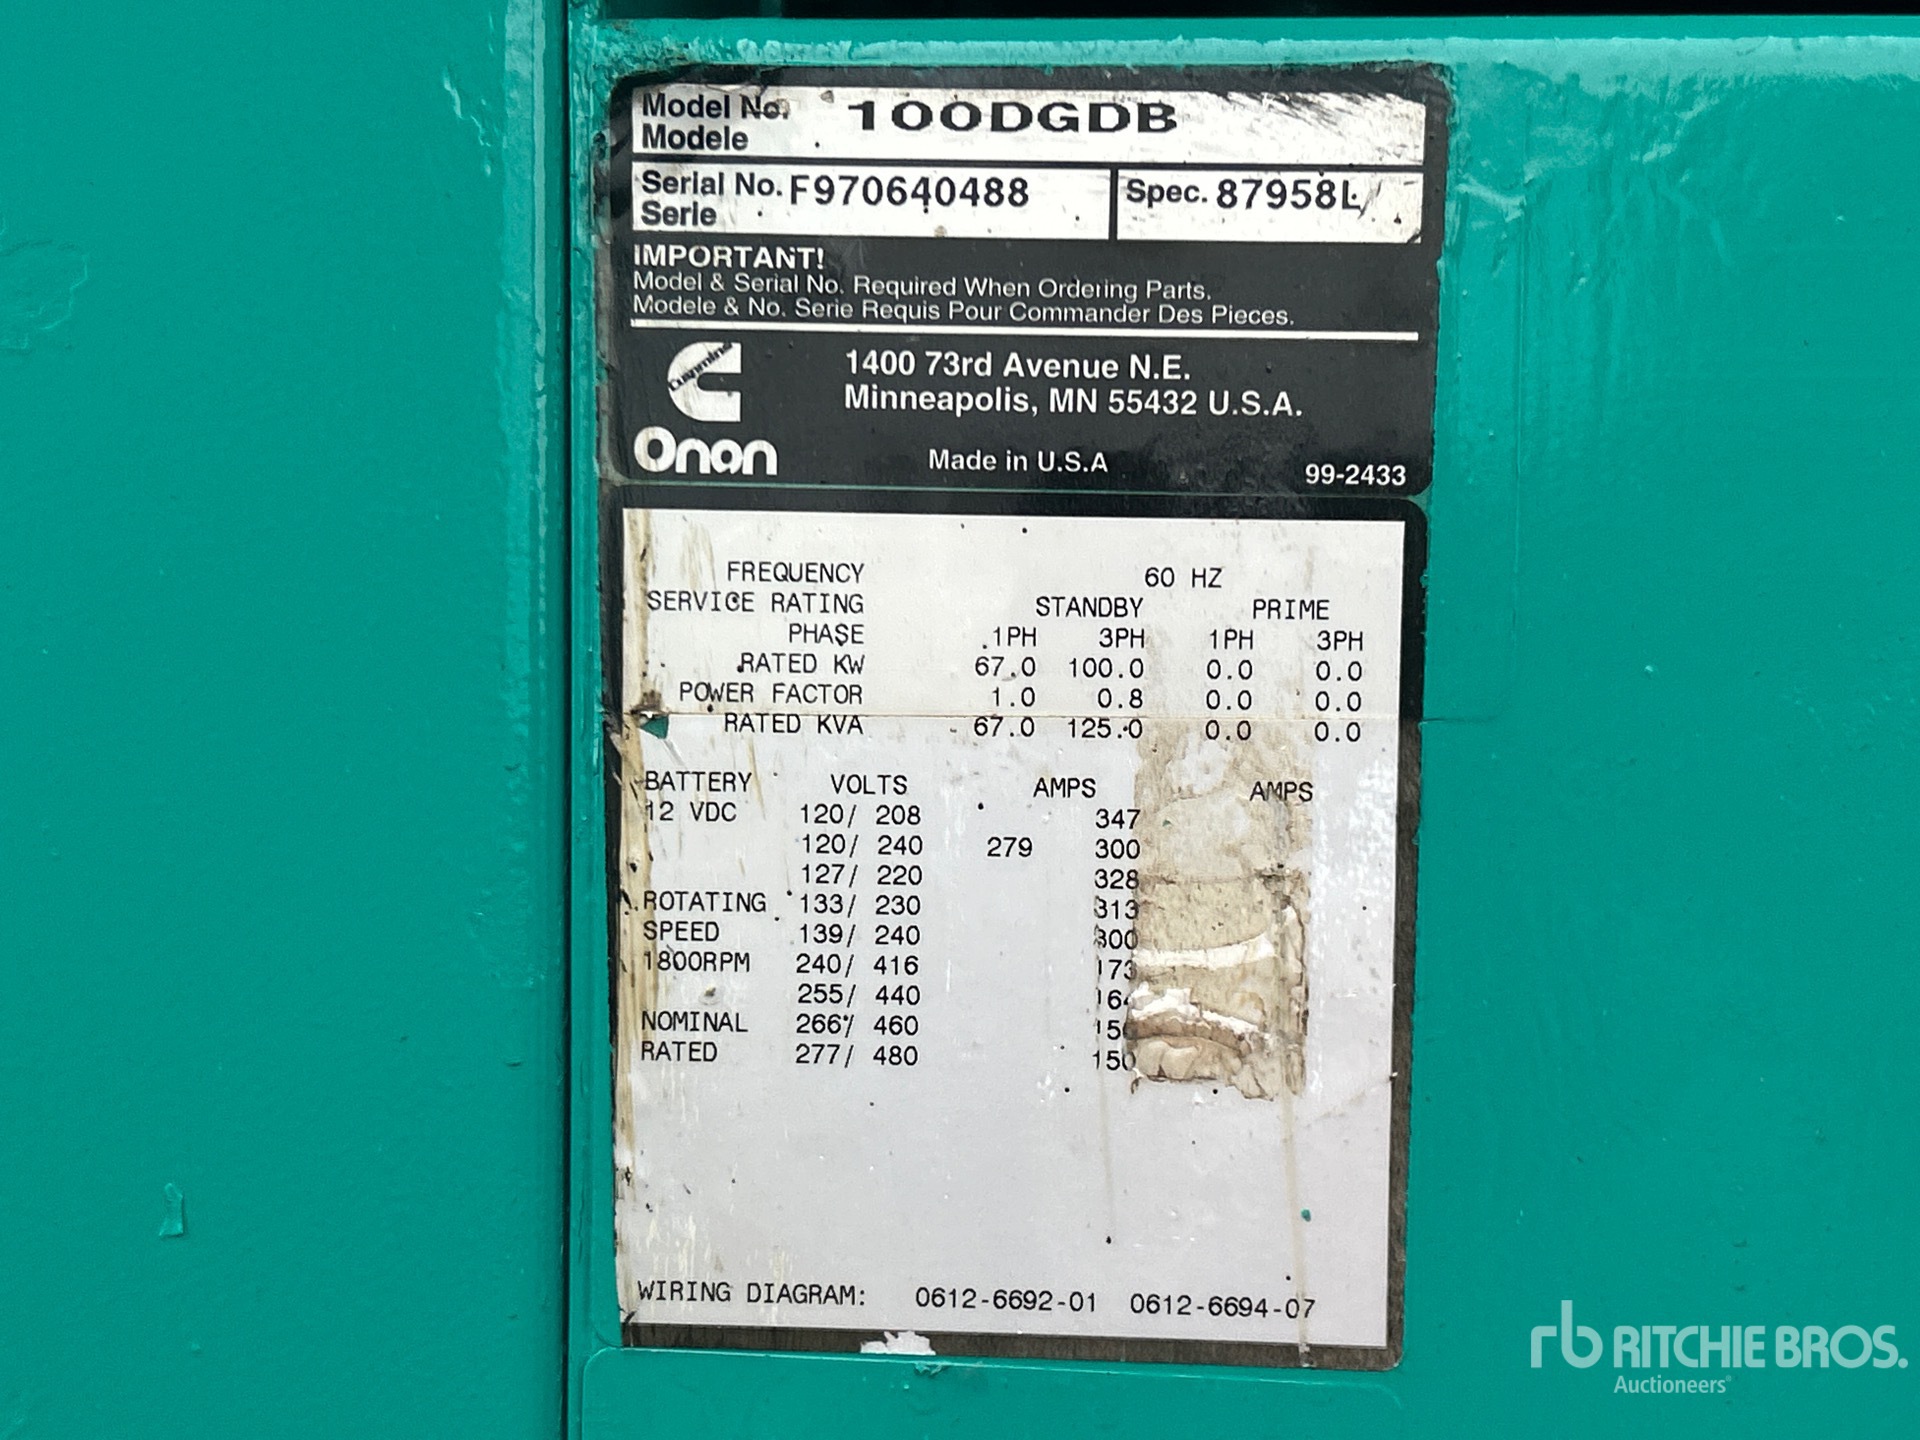 Model No. 100DGDB
Modele
Serial No. F970640488 Spec. 87958L
Serie
IMPORTANT!
Model & Serial No. Required When Ordering Parts.
Modele & No. Serie Requis Pour Commander Des Pieces.
Cummins
Onan
1400 73rd Avenue N.E.
Minneapolis, MN 55432 U.S.A.
Made in U.S.A
99-2433
FREQUENCY 60 HZ
SERVICE RATING STANDBY PRIME
PHASE 1PH 3PH 1PH 3PH
RATED KW 67.0 100.0 0.0 0.0
POWER FACTOR 1.0 0.8 0.0 0.0
RATED KVA 67.0 125.0 0.0 0.0
BATTERY VOLTS AMPS AMPS
12 VDC 120/ 208 347
120/ 240 279 300
127/ 220 328
ROTATING 133/ 230 313
SPEED 139/ 240 300
1800RPM 240/ 416 173
255/ 440
NOMINAL 266/ 460
RATED 277/ 480 150
WIRING DIAGRAM: 0612-6692-01 0612-6694-07
rb RITCHIE BROS.
Auctioneers